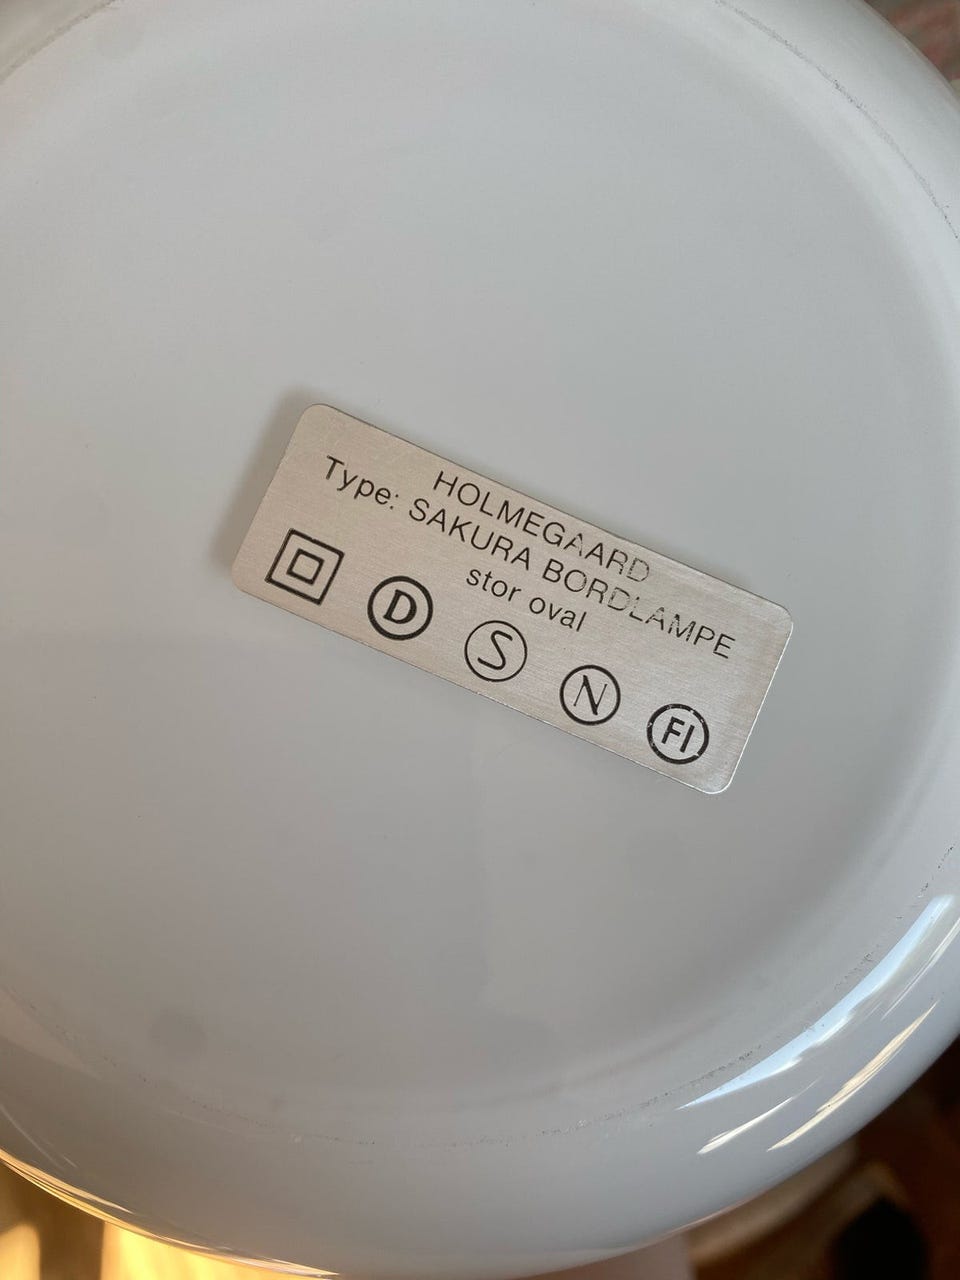 HOLMEGAARD
Type: SAKURA BORDLAMPE
stor oval
D S N FI